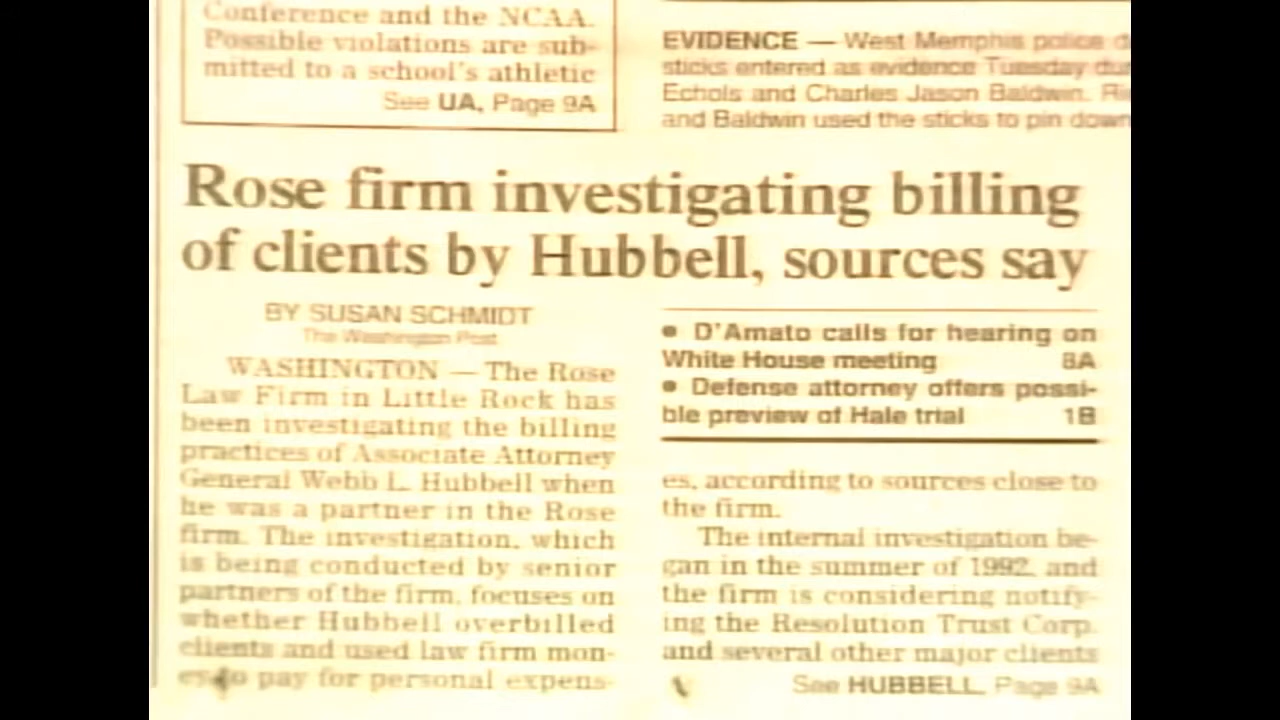 Conference and the NCAA.
Possible violations are sub-
mitted to a school's athletic
See UA, Page 9A
EVIDENCE — West Memphis police
sticks entered as evidence Tuesday
Echols and Charles Jason Baldwin.
and Baldwin used the sticks to pin down
Rose firm investigating billing
of clients by Hubbell, sources say
BY SUSAN SCHMIDT
The Washington Post
WASHINGTON — The Rose
Law Firm in Little Rock has
been investigating the billing
practices of Associate Attorney
General Webb L. Hubbell when
he was a partner in the Rose
firm. The investigation, which
is being conducted by senior
partners of the firm, focuses on
whether Hubbell overbilled
clients and used law firm mon-
es to pay for personal expens-
• D'Amato calls for hearing on
White House meeting 8A
• Defense attorney offers possi-
ble preview of Hale trial 1B
es, according to sources close to
the firm.
The internal investigation be-
gan in the summer of 1992, and
the firm is considering notify-
ing the Resolution Trust Corp.
and several other major clients
See HUBBELL, Page 9A